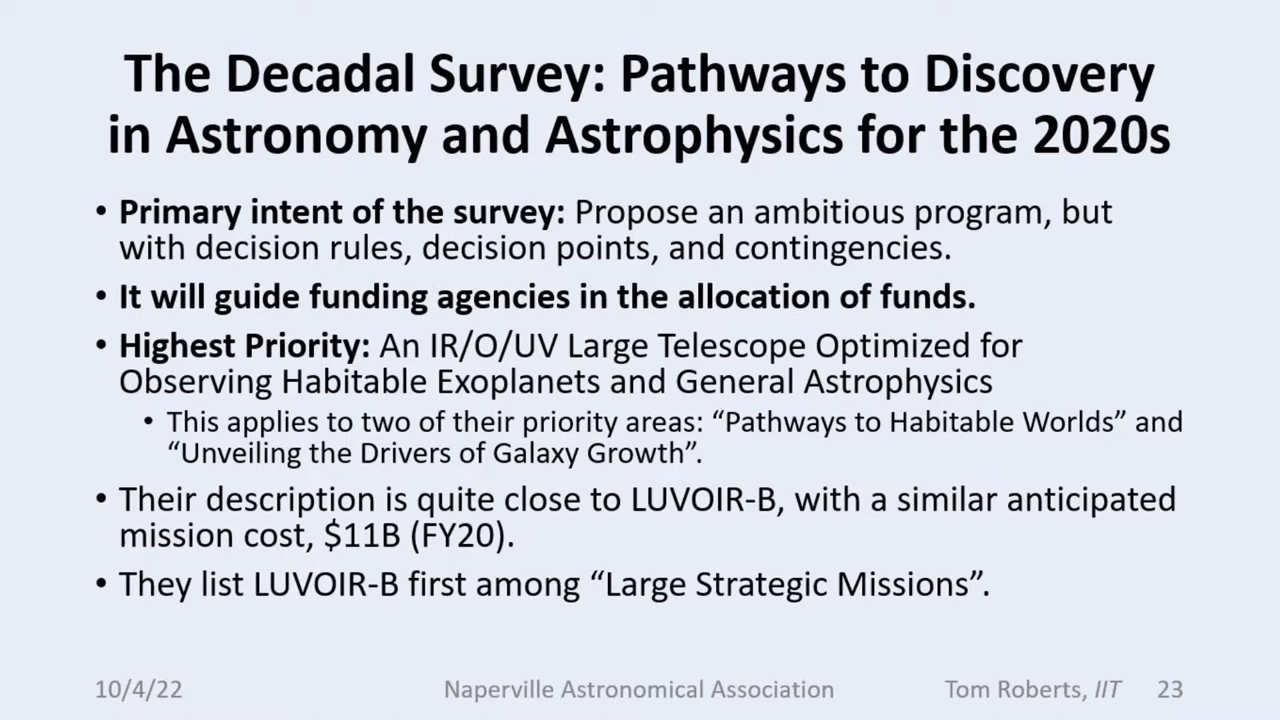 The Decadal Survey: Pathways to Discovery
in Astronomy and Astrophysics for the 2020s
• Primary intent of the survey: Propose an ambitious program, but
with decision rules, decision points, and contingencies.
• It will guide funding agencies in the allocation of funds.
• Highest Priority: An IR/O/UV Large Telescope Optimized for
Observing Habitable Exoplanets and General Astrophysics
• This applies to two of their priority areas: “Pathways to Habitable Worlds” and
“Unveiling the Drivers of Galaxy Growth”.
• Their description is quite close to LUVOIR-B, with a similar anticipated
mission cost, $11B (FY20).
• They list LUVOIR-B first among “Large Strategic Missions”.
10/4/22 Naperville Astronomical Association Tom Roberts, IIT 23